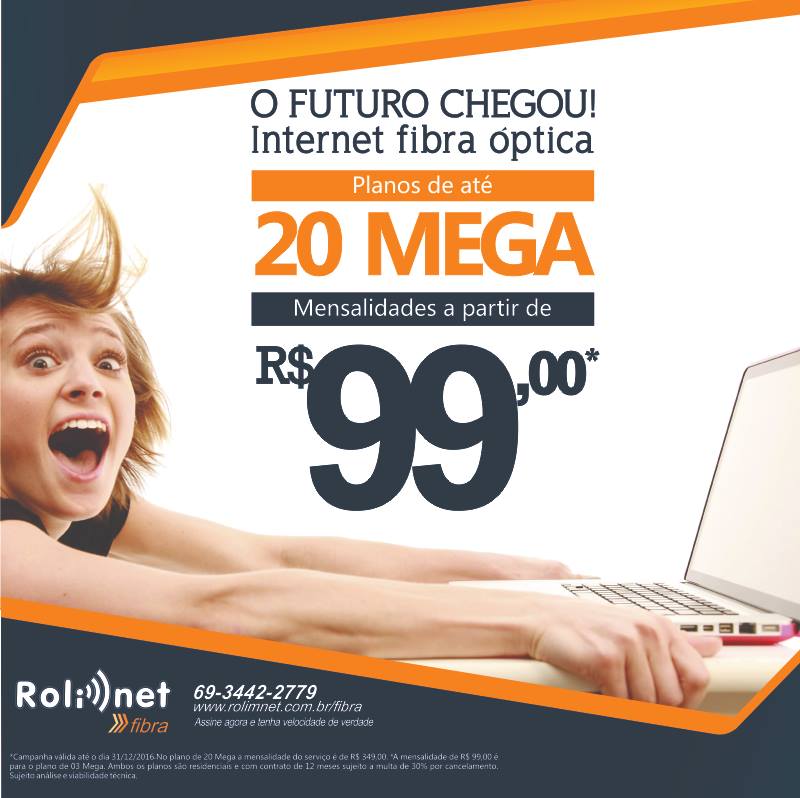 O FUTURO CHEGOU!
Internet fibra óptica
Planos de até
20 MEGA
Mensalidades a partir de
R$99,00*
Rolimnet
fibra
69-3442-2779
www.rolimnet.com.br/fibra
Assine agora e tenha velocidade de verdade
*Campanha válida até o dia 31/12/2016.No plano de 20 Mega a mensalidade do serviço é de R$ 349,00. *A mensalidade de R$ 99,00 é
para o plano de 03 Mega. Ambos os planos são residenciais e com contrato de 12 meses sujeito a multa de 30% por cancelamento.
Sujeito análise e viabilidade técnica.